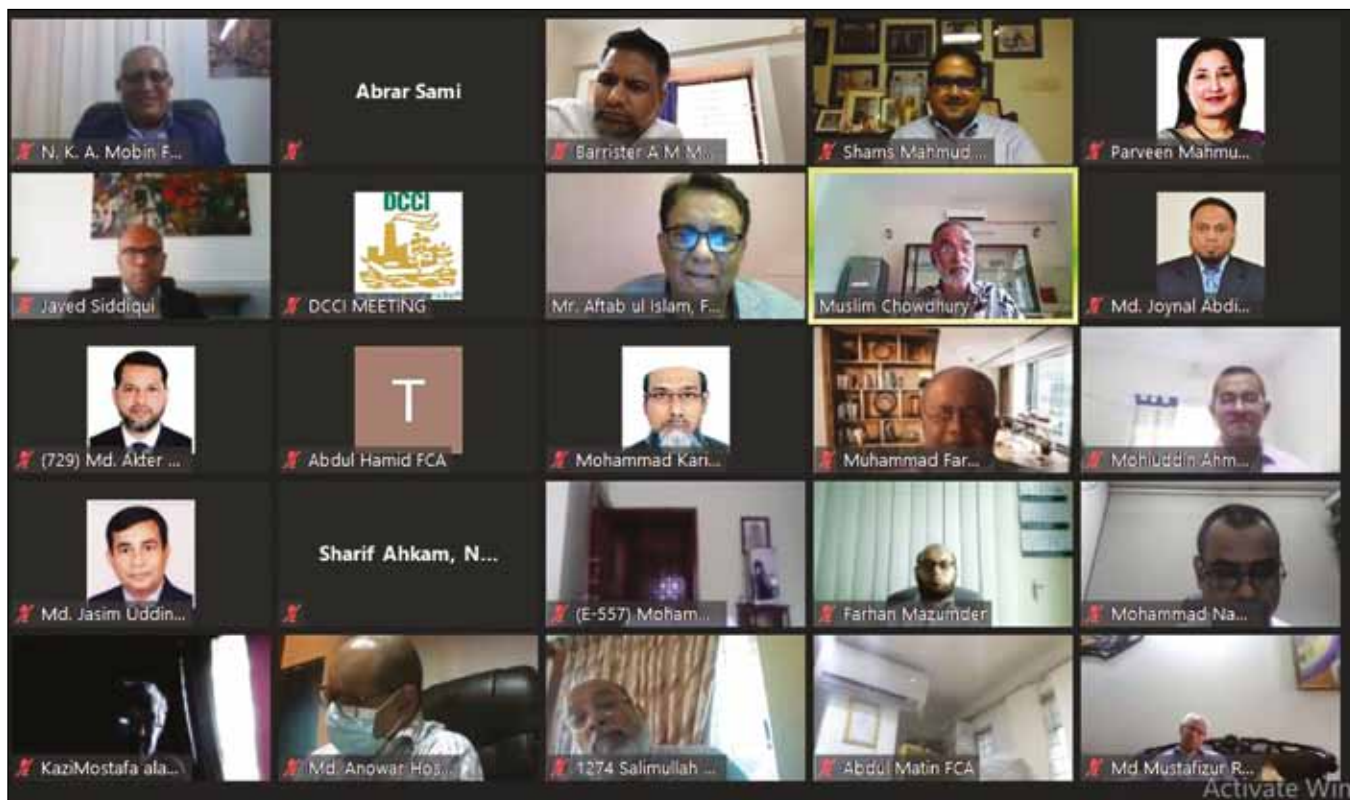 N. K. A. Mobin F...
Abrar Sami
Barrister A M M...
Shams Mahmud ...
Parveen Mahmu...
Javed Siddiqui
DCCI
DCCI MEETING
Mr. Aftab ul Islam, F...
Muslim Chowdhury
Md. Joynal Abdi...
(729) Md. Akter ...
T
Abdul Hamid FCA
Mohammad Kari...
Muhammad Far...
Mohiuddin Ahm...
Md. Jasim Uddin...
Sharif Ahkam, N...
(E-557) Moham...
Farhan Mazumder
Mohammad Na...
KaziMostafa ala...
Md. Anowar Hos...
1274 Salimullah ...
Abdul Matin FCA
Md Mustafizur R...
Activate Win